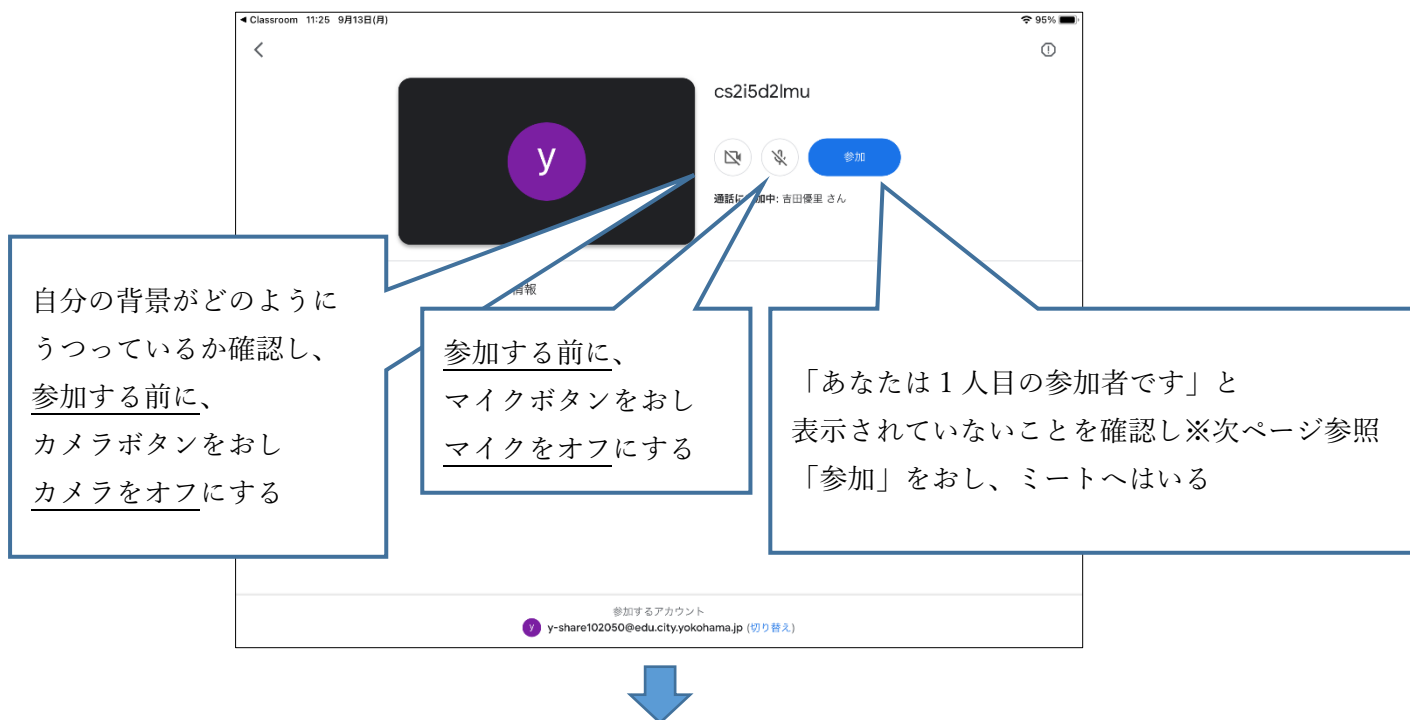 Classroom 11:25 9月13日(月)
95%
cs2i5d2lmu
y
参加
通話に 加中: 吉田優里 さん
情報
自分の背景がどのように
うつっているか確認し、
参加する前に、
カメラボタンをおし
カメラをオフにする
参加する前に、
マイクボタンをおし
マイクをオフにする
「あなたは１人目の参加者です」と
表示されていないことを確認し※次ページ参照
「参加」をおし、ミートへはいる
参加するアカウント
y y-share102050@edu.city.yokohama.jp (切り替え)